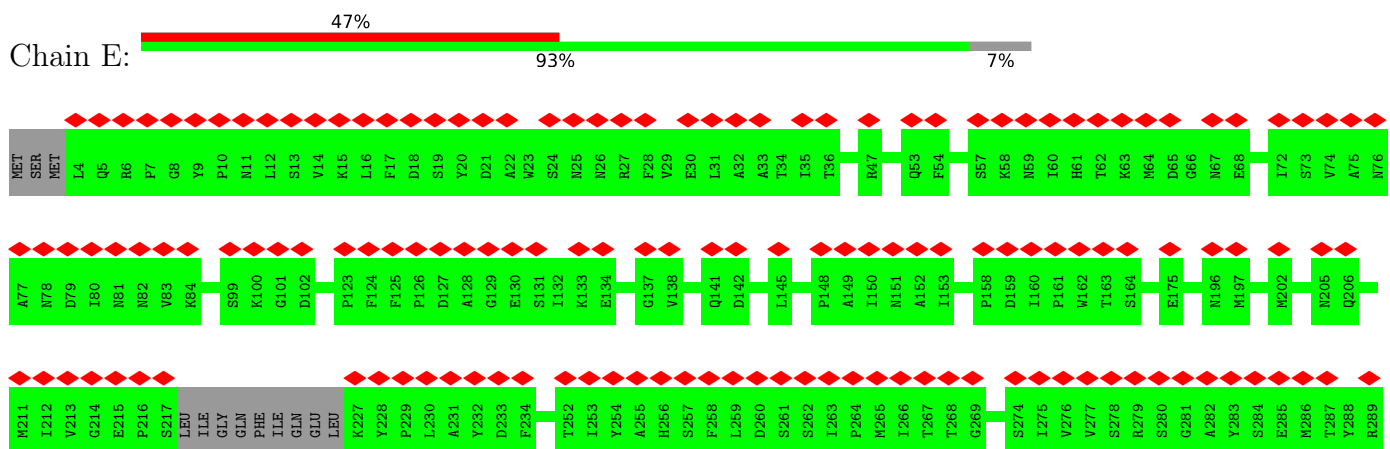 47%
Chain E:
93% 7%
MET SER MET L4 Q5 R6 P7 G8 Y9 P10 N11 L12 S13 V14 K15 L16 F17 D18 S19 Y20 D21 A22 W23 S24 N25 N26 R27 F28 V29 E30 L31 A32 A33 T34 I35 T36 R47 Q53 F54 S57 K58 N59 I60 H61 T62 K63 M64 D65 G66 N67 E68 I72 S73 V74 A75 N76
A77 N78 D79 I80 N81 N82 V83 K84 S99 K100 G101 D102 P123 F124 F125 P126 D127 A128 G129 E130 S131 I132 K133 E134 G137 V138 Q141 D142 L145 P148 A149 I150 N151 A152 I153 P158 D159 I160 P161 W162 T163 S164 E175 N196 M197 M202 N205 Q206
M211 I212 V213 G214 E215 P216 S217 LEU ILE GLY GLN PHE ILE GLN GLU LEU K227 Y228 P229 L230 A231 Y232 D233 F234 T252 I253 Y254 A255 H256 S257 F258 L259 D260 S261 S262 I263 P264 M265 I266 T267 T268 G269 S274 I275 V276 V277 S278 R279 S280 G281 A282 Y283 S284 E285 M286 T287 Y288 R289